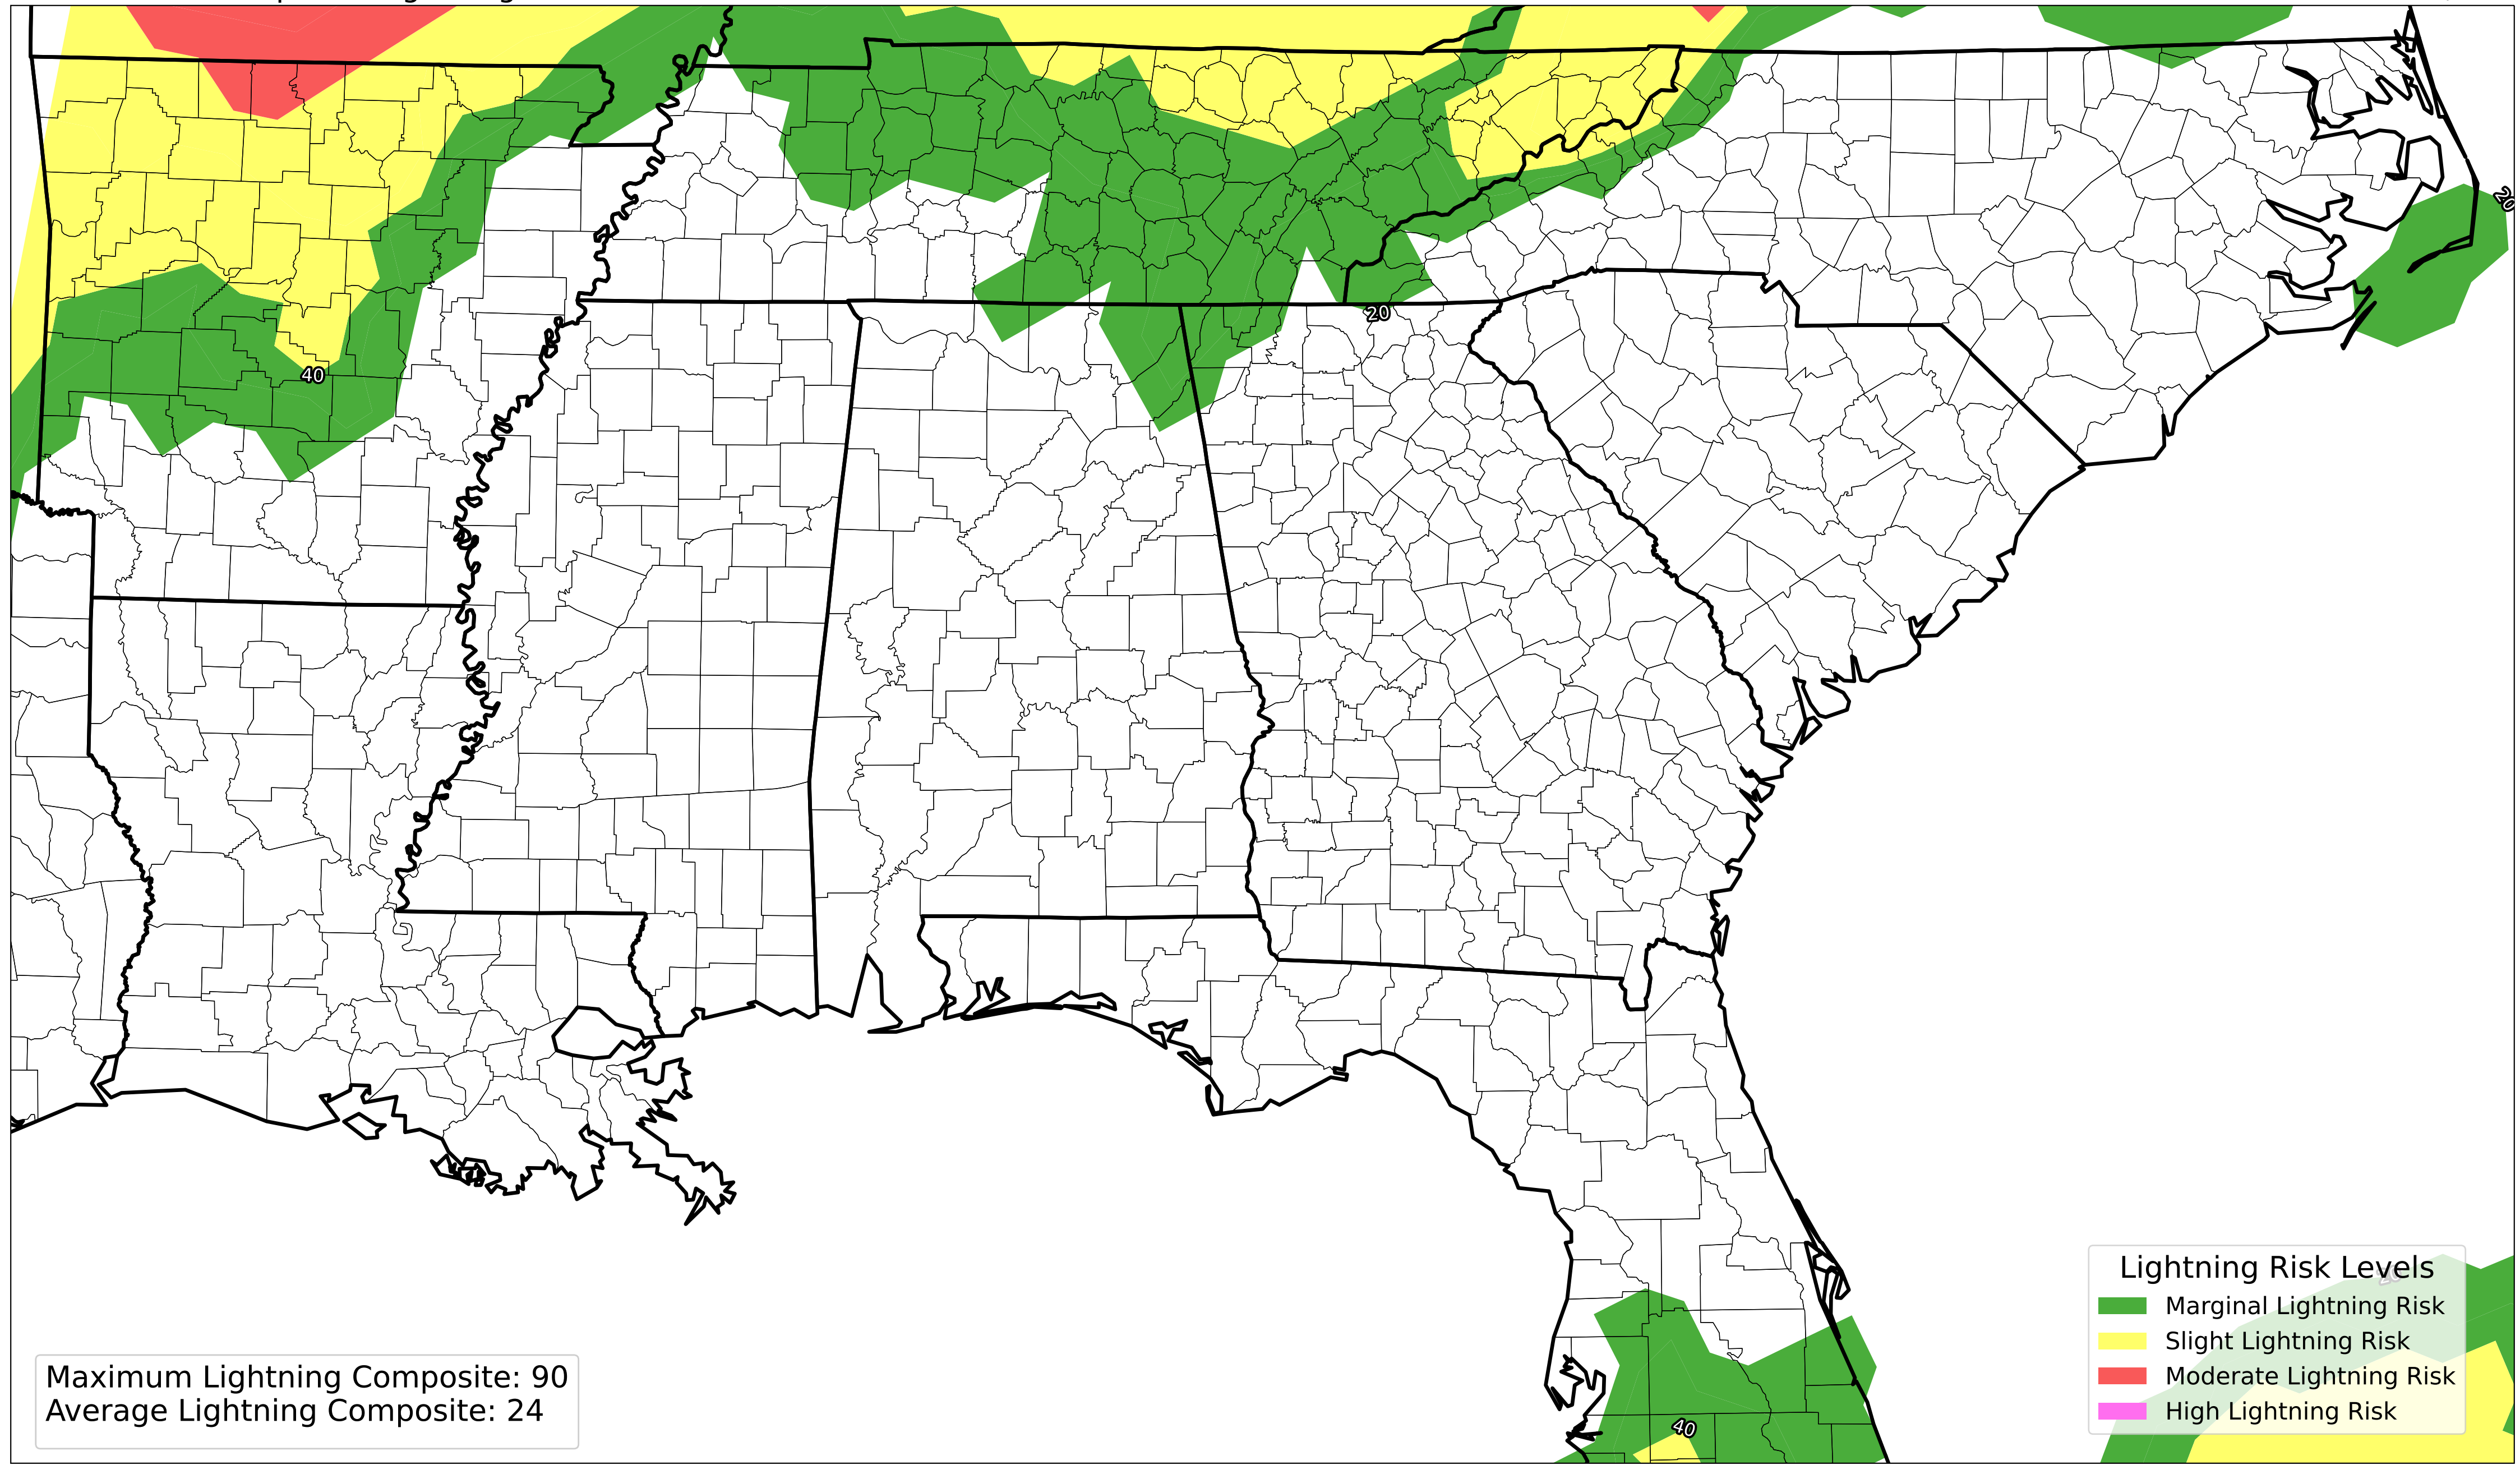 20
20
40
20
Lightning Risk Levels
Marginal Lightning Risk
Slight Lightning Risk
Moderate Lightning Risk
High Lightning Risk
Maximum Lightning Composite: 90
Average Lightning Composite: 24
40